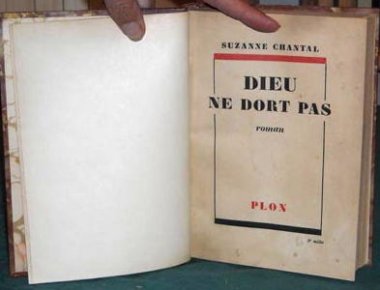 SUZANNE CHANTAL
DIEU
NE DORT PAS
roman
PLON